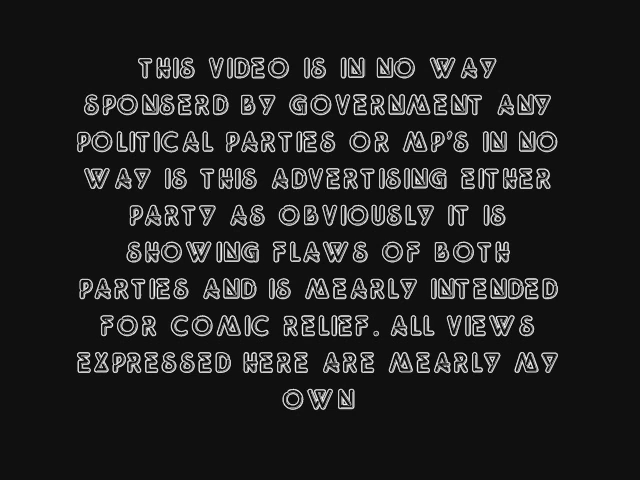 THIS VIDEO IS IN NO WAY
SPONSERD BY GOVERNMENT ANY
POLITICAL PARTIES OR MP'S IN NO
WAY IS THIS ADVERTISING EITHER
PARTY AS OBVIOUSLY IT IS
SHOWING FLAWS OF BOTH
PARTIES AND IS MEARLY INTENDED
FOR COMIC RELIEF. ALL VIEWS
EXPRESSED HERE ARE MEARLY MY
OWN